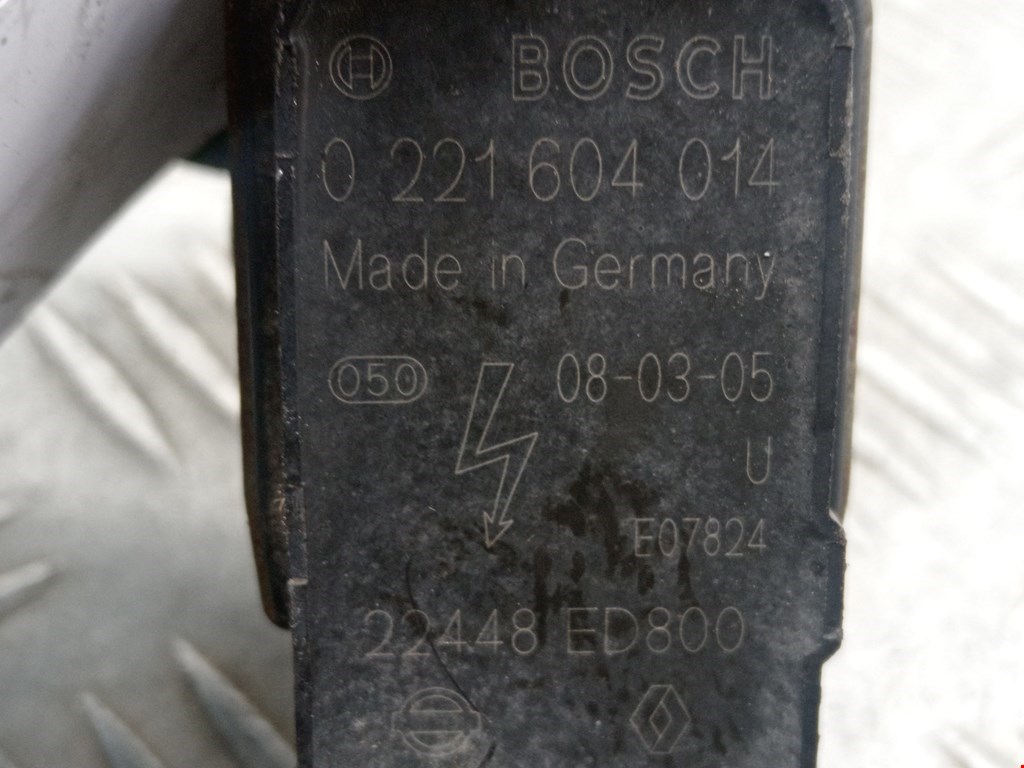 BOSCH
0 221 604 014
Made in Germany
050 08-03-05
U
E07824
22448 ED800